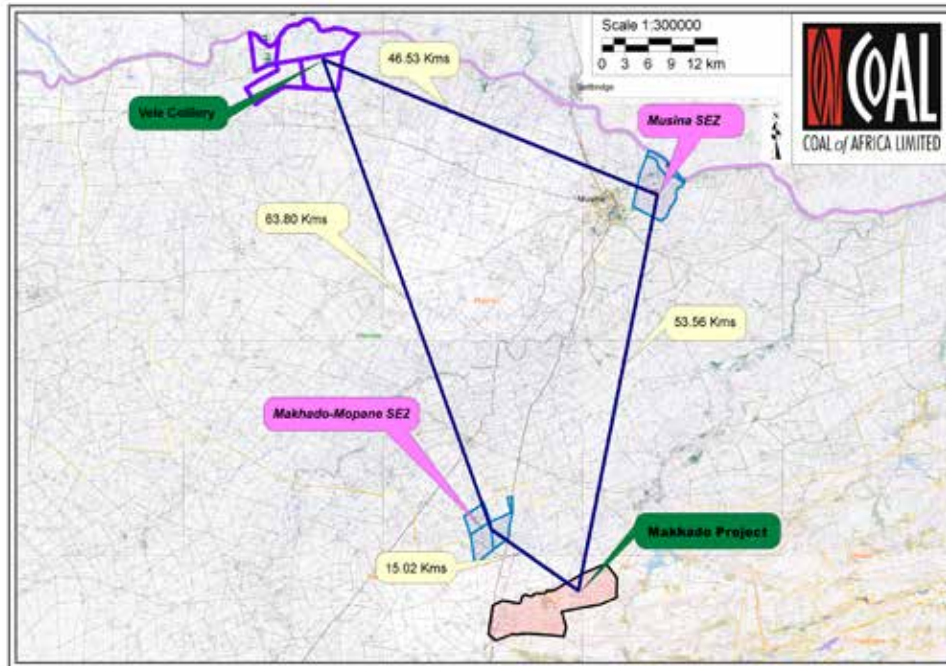 Scale 1:300000
0 3 6 9 12 km
COAL
COAL of AFRICA LIMITED
46.53 Kms
Vele Colliery
Musina SEZ
Musina
63.80 Kms
53.56 Kms
Makhado-Mopane SEZ
Makkado Project
15.02 Kms